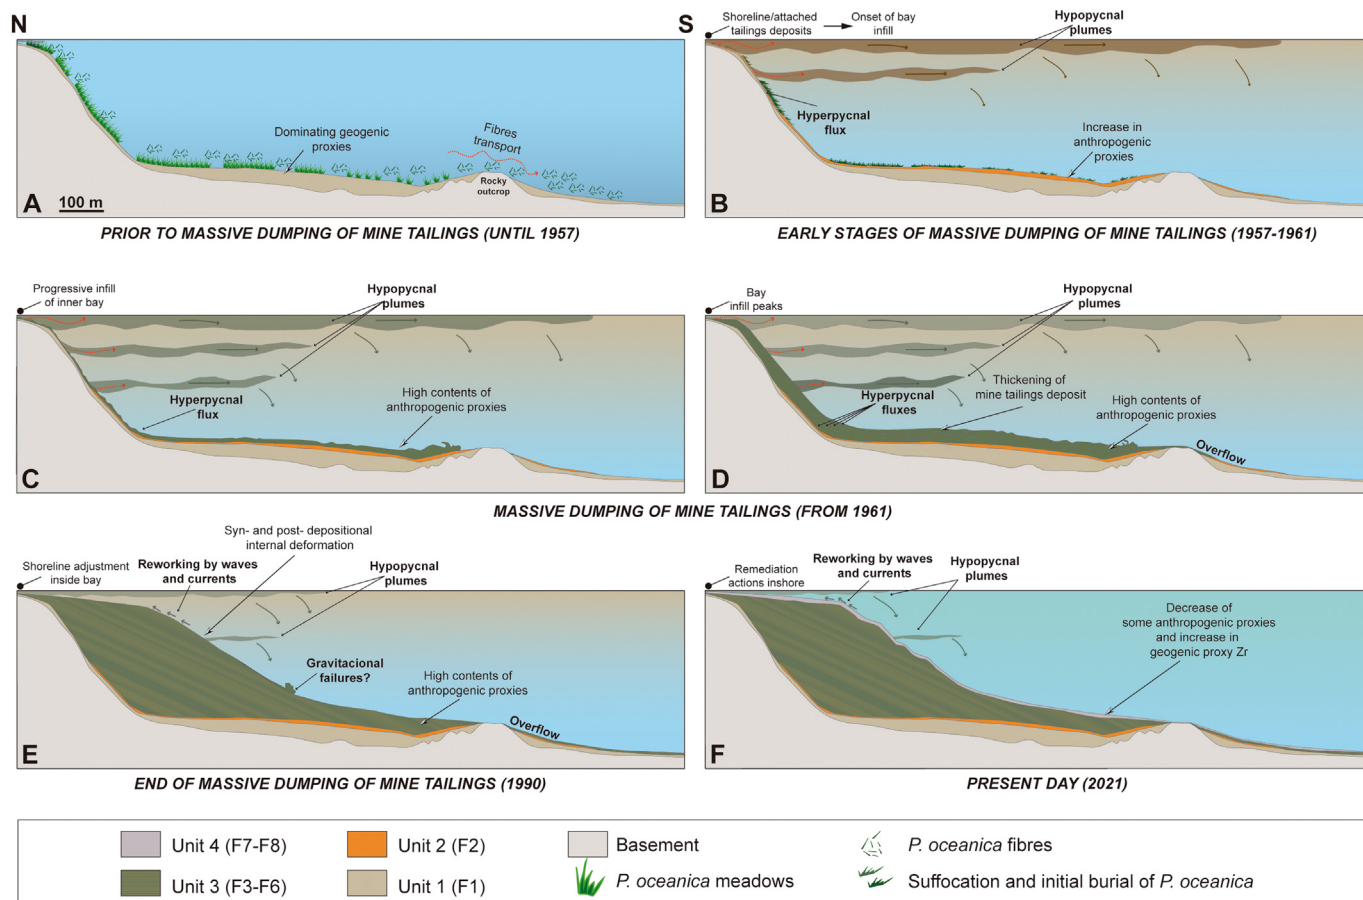 N
S
Dominating geogenic
proxies
Fibres
transport
Rocky
outcrop
A
100 m
PRIOR TO MASSIVE DUMPING OF MINE TAILINGS (UNTIL 1957)
Shoreline/attached
tailings deposits
Onset of bay
infill
Hypopycnal
plumes
Hyperpycnal
flux
Increase in
anthropogenic
proxies
B
EARLY STAGES OF MASSIVE DUMPING OF MINE TAILINGS (1957-1961)
Progressive infill
of inner bay
Hypopycnal
plumes
Hyperpycnal
flux
High contents of
anthropogenic proxies
C
Bay
infill peaks
Hypopycnal
plumes
Hyperpycnal
fluxes
Thickening of
mine tailings deposit
High contents of
anthropogenic proxies
Overflow
D
MASSIVE DUMPING OF MINE TAILINGS (FROM 1961)
Syn- and post- depositional
internal deformation
Shoreline adjustment
inside bay
Reworking by waves
and currents
Hypopycnal
plumes
Gravitacional
failures?
High contents of
anthropogenic proxies
Overflow
E
END OF MASSIVE DUMPING OF MINE TAILINGS (1990)
Remediation
actions inshore
Reworking by waves
and currents
Hypopycnal
plumes
Decrease of
some anthropogenic proxies
and increase in
geogenic proxy Zr
F
PRESENT DAY (2021)
Unit 4 (F7-F8)
Unit 2 (F2)
Basement
P. oceanica fibres
Unit 3 (F3-F6)
Unit 1 (F1)
P. oceanica meadows
Suffocation and initial burial of P. oceanica